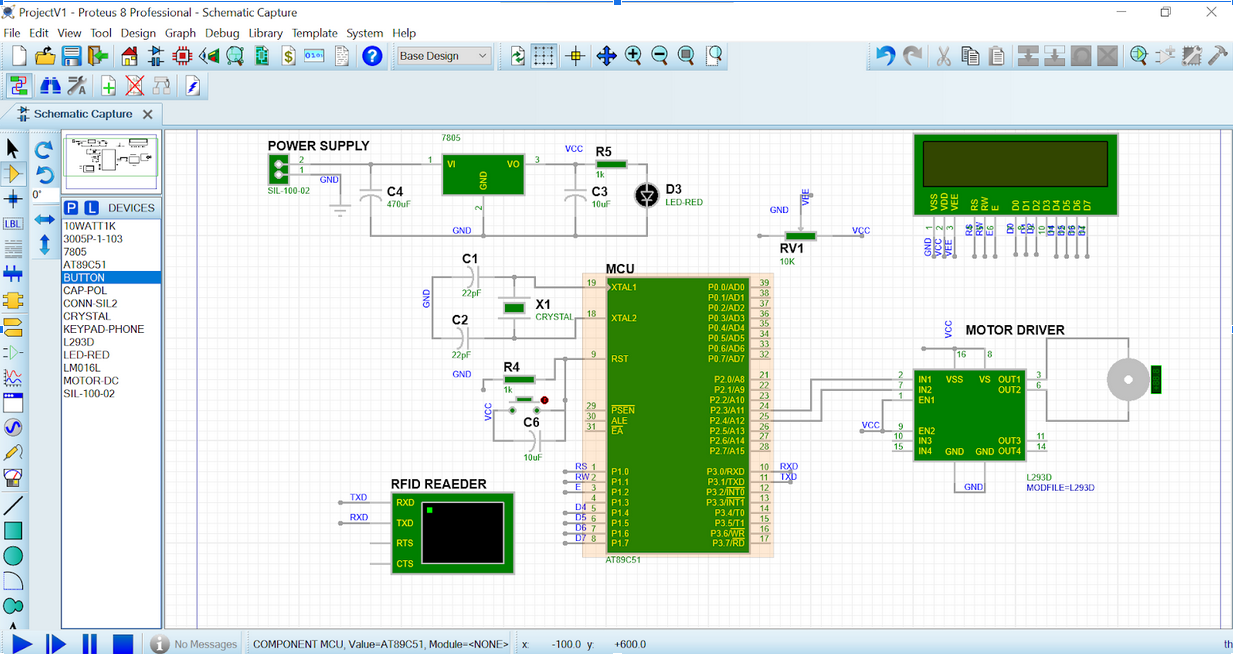 ProjectV1 - Proteus 8 Professional - Schematic Capture
File Edit View Tool Design Graph Debug Library Template System Help
Base Design
Schematic Capture
0°
LBL
P L DEVICES
10WATT1K
3005P-1-103
7805
AT89C51
BUTTON
CAP-POL
CONN-SIL2
CRYSTAL
KEYPAD-PHONE
L293D
LED-RED
LM016L
MOTOR-DC
SIL-100-02
POWER SUPPLY
2
1
GND
SIL-100-02
C4
470uF
7805
1 VI VO 3
GND
2
GND
VCC
R5
1k
C3
10uF
D3
LED-RED
GND
VEE
VCC
RV1
10K
VSS VDD VEE RS RW E D0 D1 D2 D3 D4 D5 D6 D7
1 2 3
GND VCC VEE RS RW E D0 D1 D2 D4 D5 D6 D7
C1
22pF
GND
C2
22pF
X1
CRYSTAL
GND
R4
1k
VCC
C6
10uF
MCU
19 XTAL1
18 XTAL2
9 RST
29 PSEN
30 ALE
31 EA
RS 1 P1.0
RW 2 P1.1
E 3 P1.2
4 P1.3
D4 5 P1.4
D5 6 P1.5
D6 7 P1.6
D7 8 P1.7
P0.0/AD0 39
P0.1/AD1 38
P0.2/AD2 37
P0.3/AD3 36
P0.4/AD4 35
P0.5/AD5 34
P0.6/AD6 33
P0.7/AD7 32
P2.0/A8 21
P2.1/A9 22
P2.2/A10 23
P2.3/A11 24
P2.4/A12 25
P2.5/A13 26
P2.6/A14 27
P2.7/A15 28
P3.0/RXD 10 RXD
P3.1/TXD 11 TXD
P3.2/INT0 12
P3.3/INT1 13
P3.4/T0 14
P3.5/T1 15
P3.6/WR 16
P3.7/RD 17
AT89C51
RFID REAEDER
TXD RXD
RXD TXD
RTS
CTS
MOTOR DRIVER
VCC
16 8
2 IN1 VSS VS OUT1 3
7 IN2 OUT2 6
1 EN1
VCC
9 EN2
10 IN3 OUT3 11
15 IN4 GND GND OUT4 14
GND
L293D
MODFILE=L293D
No Messages COMPONENT MCU, Value=AT89C51, Module=<NONE> x: -100.0 y: +600.0 th